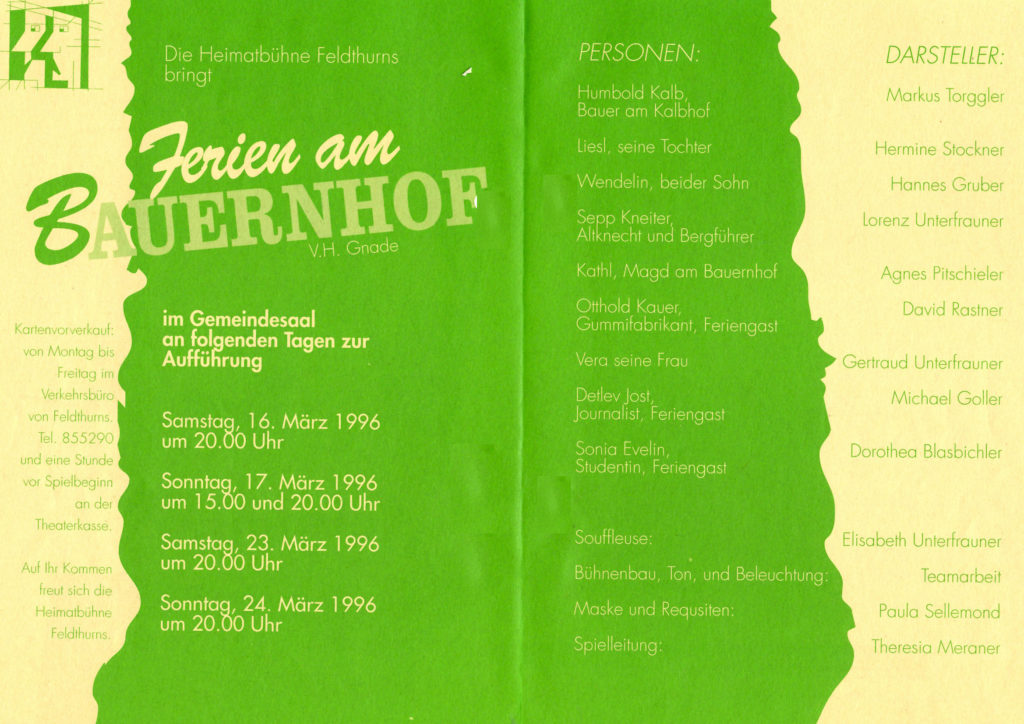 Die Heimatbühne Feldthurns
bringt
Ferien am
BAUERNHOF
V.H. Gnade
im Gemeindesaal
an folgenden Tagen zur
Aufführung
Samstag, 16. März 1996
um 20.00 Uhr
Sonntag, 17. März 1996
um 15.00 und 20.00 Uhr
Samstag, 23. März 1996
um 20.00 Uhr
Sonntag, 24. März 1996
um 20.00 Uhr
Kartenvorverkauf:
von Montag bis
Freitag im
Verkehrsbüro
von Feldthurns.
Tel. 855290
und eine Stunde
vor Spielbeginn
an der
Theaterkasse.
Auf Ihr Kommen
freut sich die
Heimatbühne
Feldthurns.
PERSONEN: DARSTELLER:
Humbold Kalb, Markus Torggler
Bauer am Kalbhof
Liesl, seine Tochter Hermine Stockner
Wendelin, beider Sohn Hannes Gruber
Sepp Kneiter, Lorenz Unterfrauner
Altknecht und Bergführer
Kathl, Magd am Bauernhof Agnes Pitschieler
Otthold Kauer, David Rastner
Gummifabrikant, Feriengast
Vera seine Frau Gertraud Unterfrauner
Detlev Jost, Michael Goller
Journalist, Feriengast
Sonia Evelin, Dorothea Blasbichler
Studentin, Feriengast
Souffleuse: Elisabeth Unterfrauner
Bühnenbau, Ton, und Beleuchtung: Teamarbeit
Maske und Requsiten: Paula Sellemond
Spielleitung: Theresia Meraner